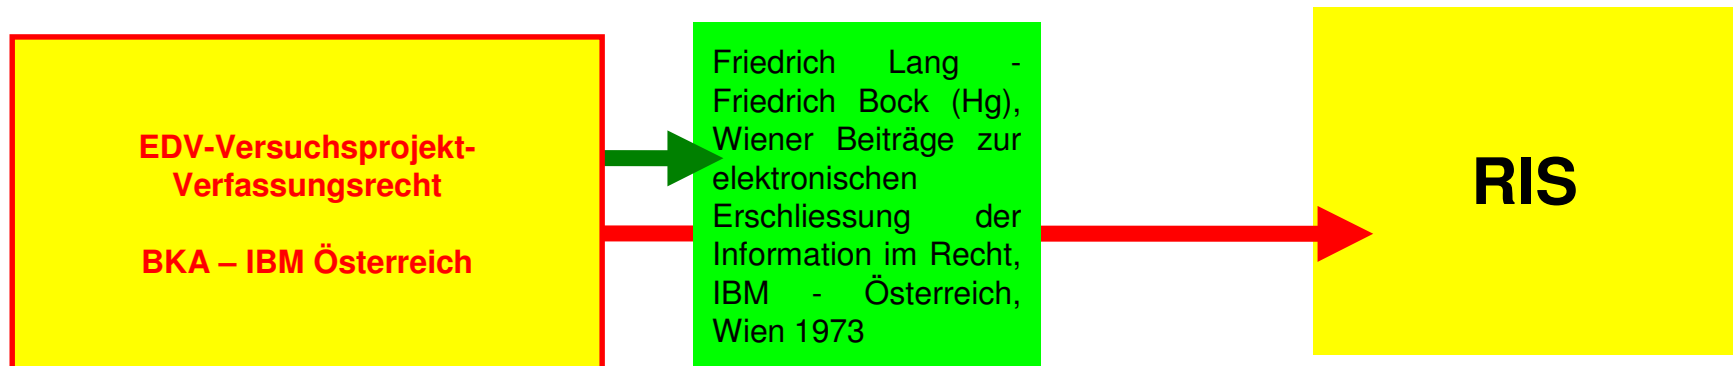 EDV-Versuchsprojekt-
Verfassungsrecht
BKA – IBM Österreich
Friedrich Lang -
Friedrich Bock (Hg),
Wiener Beiträge zur
elektronischen
Erschliessung der
Information im Recht,
IBM - Österreich,
Wien 1973
RIS